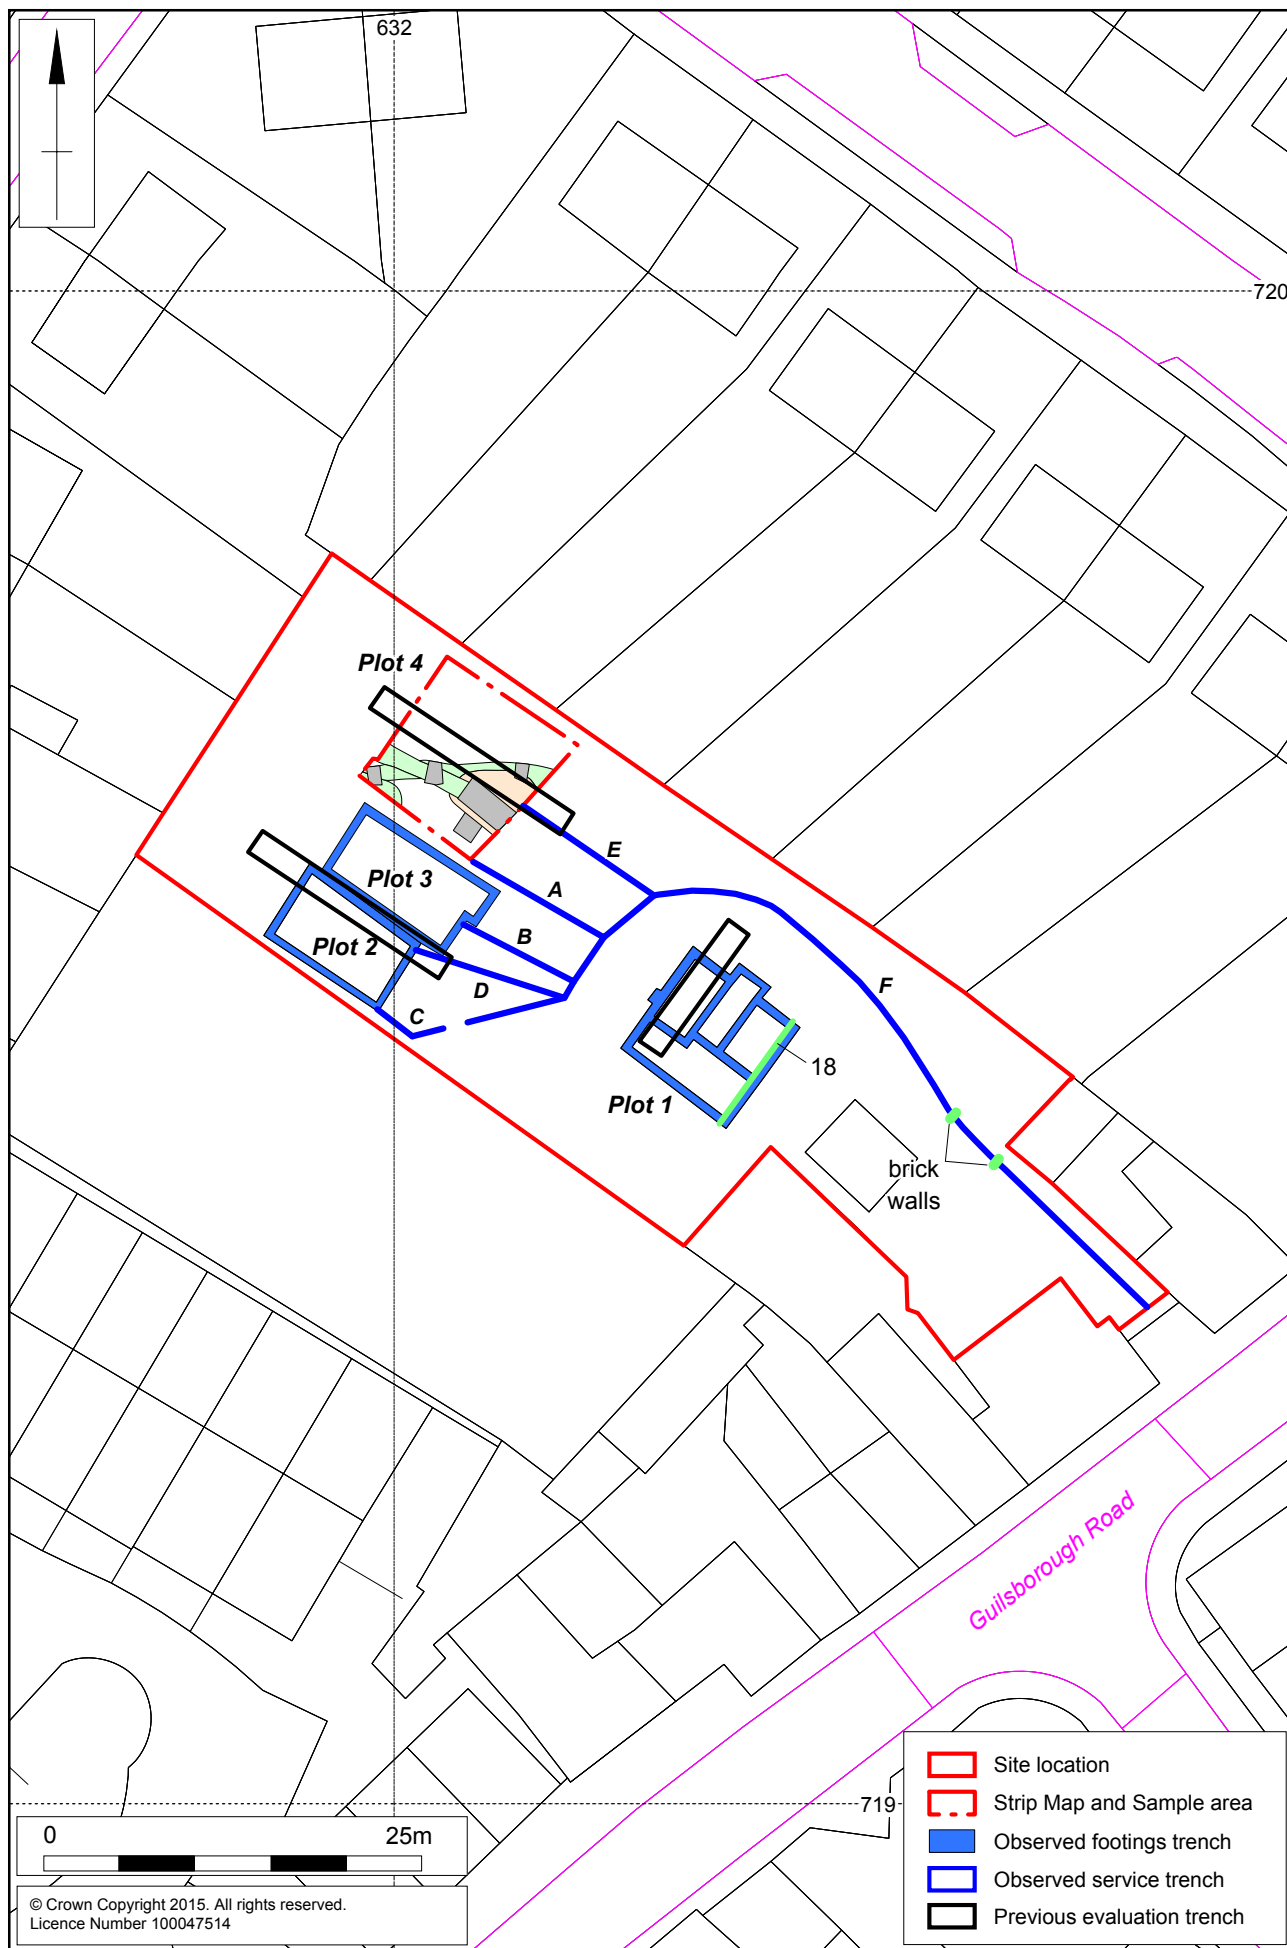 632
720
Plot 4
E
A
Plot 3
B
Plot 2
D
C
F
18
Plot 1
brick
walls
Guilsborough Road
719
Site location
Strip Map and Sample area
Observed footings trench
Observed service trench
Previous evaluation trench
0 25m
© Crown Copyright 2015. All rights reserved.
Licence Number 100047514